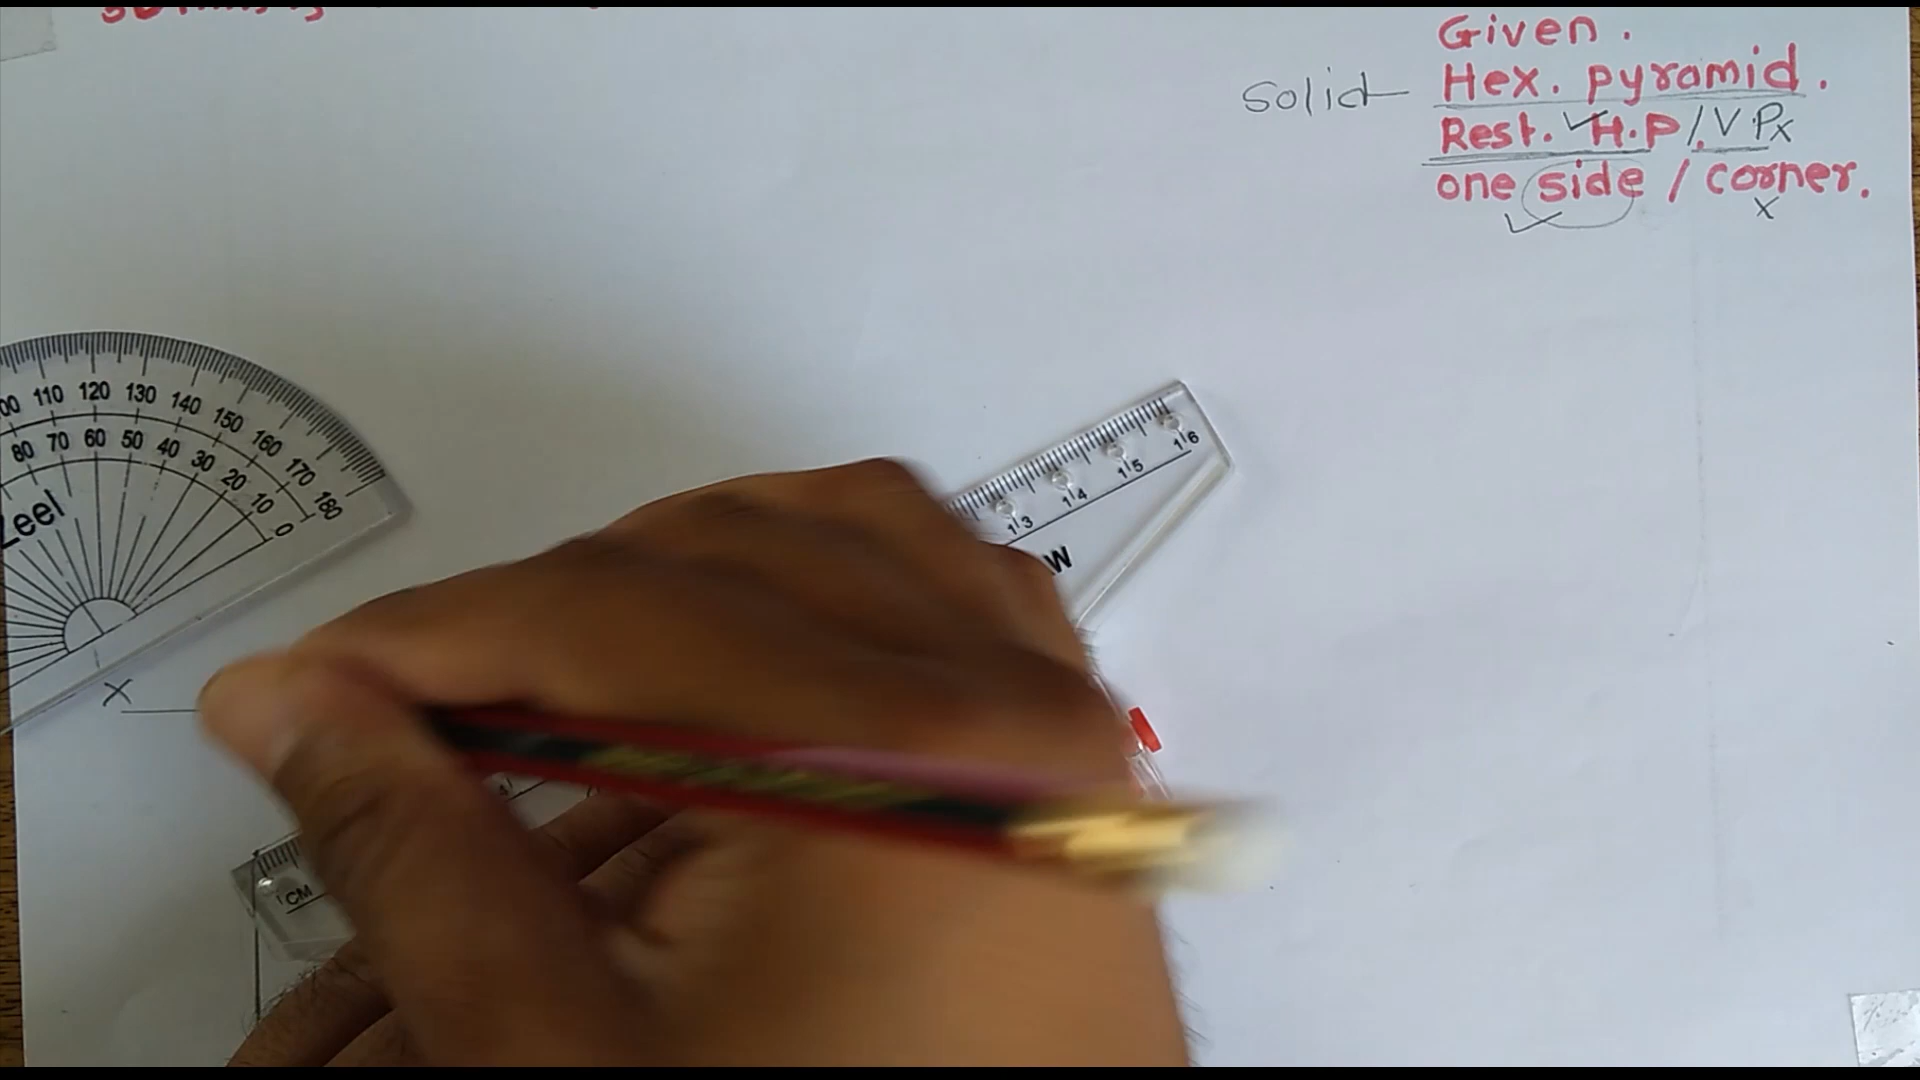 Given.
Solid Hex. pyramid.
Rest. ✓ H.P /. V.P x
one side / corner.
✓ x
110 120 130 140 150 160 170 180
80 70 60 50 40 30 20 10 0
Zeel
13 14 15 16
W
X
CM